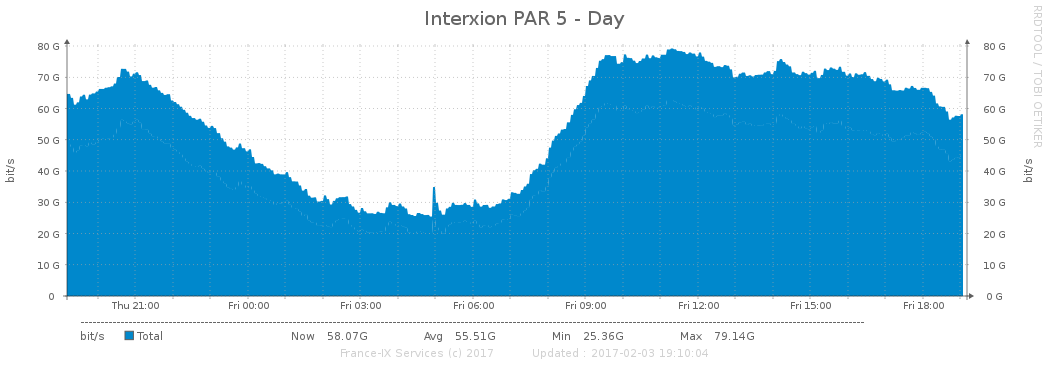 Interxion PAR 5 - Day
RRDTOOL / TOBI OETIKER
bit/s
80 G
70 G
60 G
50 G
40 G
30 G
20 G
10 G
0
80 G
70 G
60 G
50 G
40 G
30 G
20 G
10 G
0 G
bit/s
Thu 21:00 Fri 00:00 Fri 03:00 Fri 06:00 Fri 09:00 Fri 12:00 Fri 15:00 Fri 18:00
bit/s Total Now 58.07G Avg 55.51G Min 25.36G Max 79.14G
France-IX Services (c) 2017 Updated : 2017-02-03 19:10:04